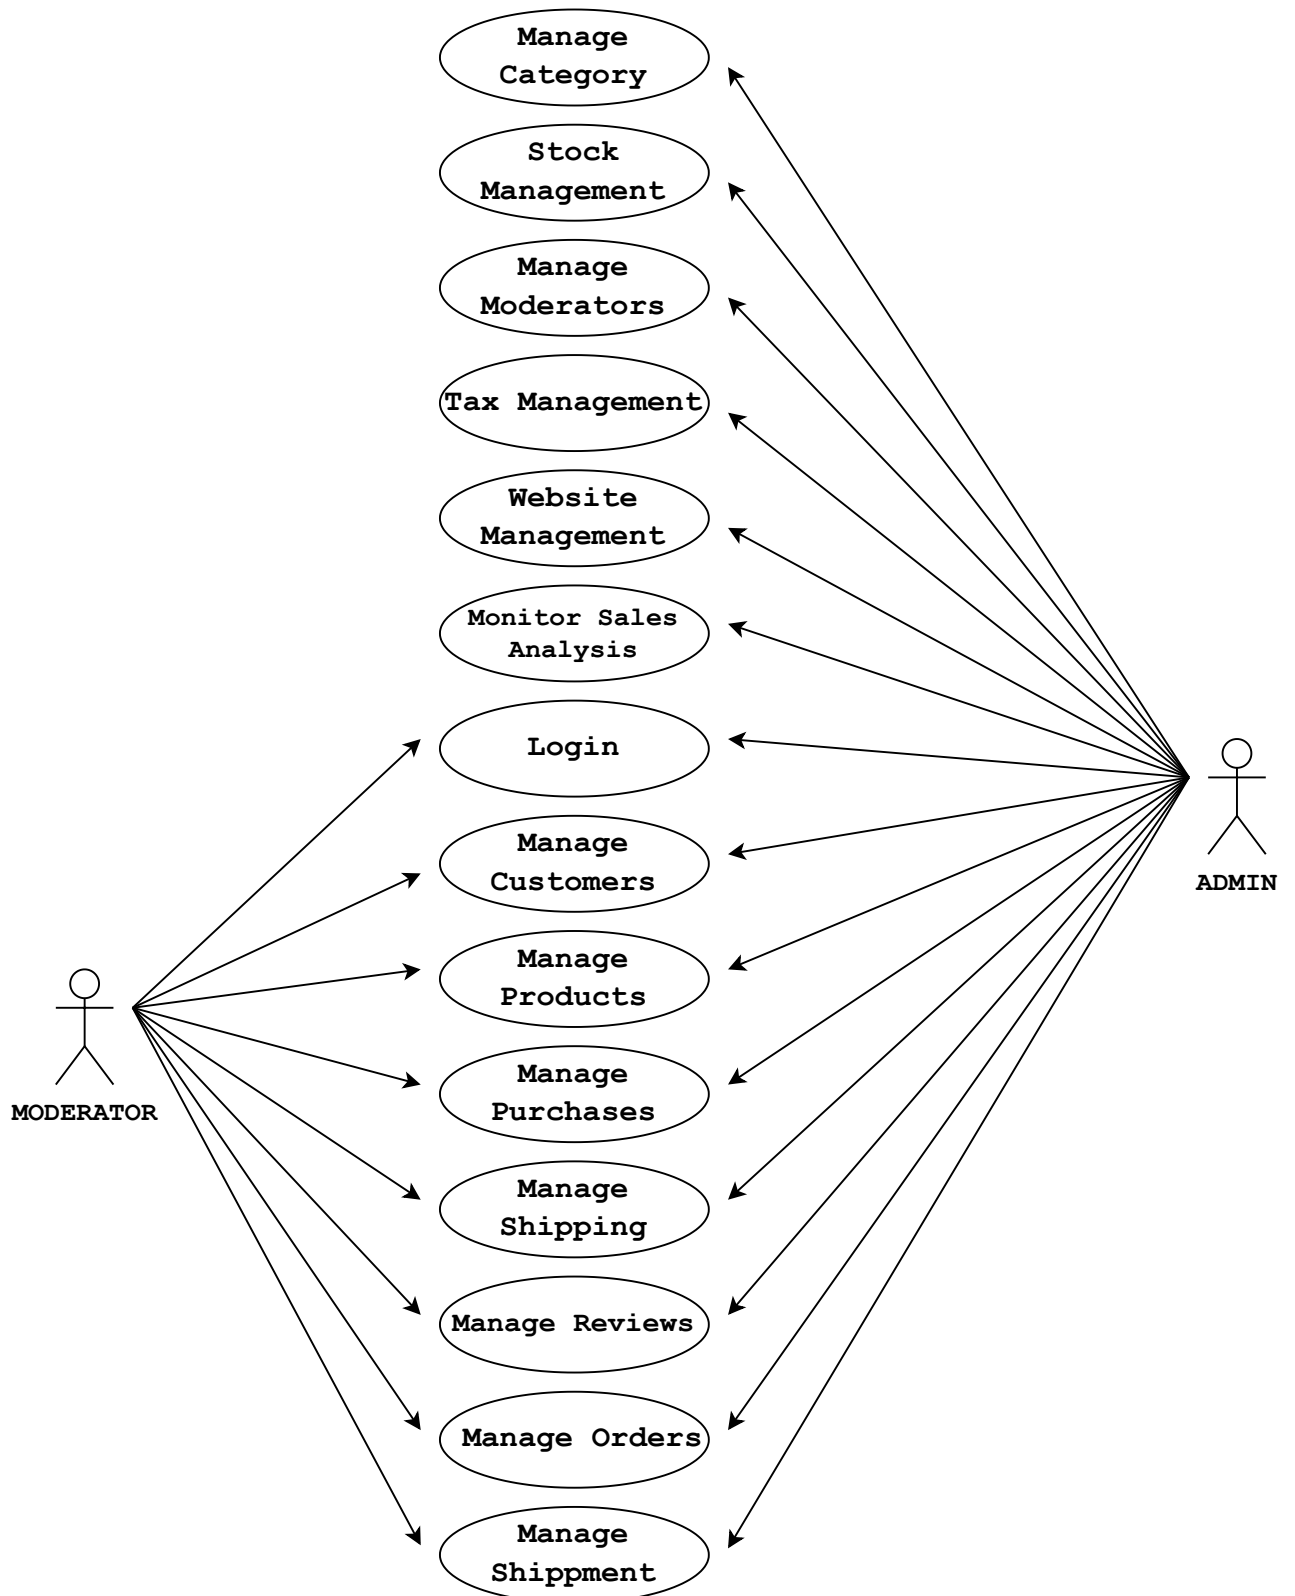 Manage
Category
Stock
Management
Manage
Moderators
Tax Management
Website
Management
Monitor Sales
Analysis
Login
Manage
Customers
ADMIN
Manage
Products
Manage
Purchases
MODERATOR
Manage
Shipping
Manage Reviews
Manage Orders
Manage
Shippment